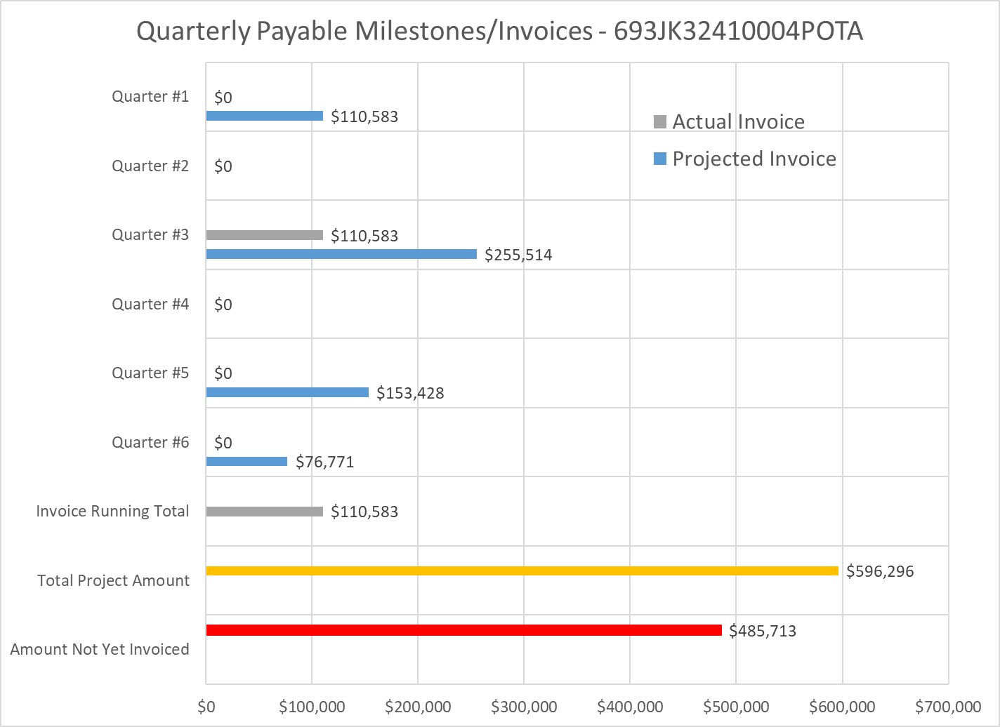 Quarterly Payable Milestones/Invoices - 693JK32410004POTA
Quarter #1
$0
$110,583
Actual Invoice
Projected Invoice
Quarter #2
$0
Quarter #3
$110,583
$255,514
Quarter #4
$0
Quarter #5
$0
$153,428
Quarter #6
$0
$76,771
Invoice Running Total
$110,583
Total Project Amount
$596,296
Amount Not Yet Invoiced
$485,713
$0 $100,000 $200,000 $300,000 $400,000 $500,000 $600,000 $700,000